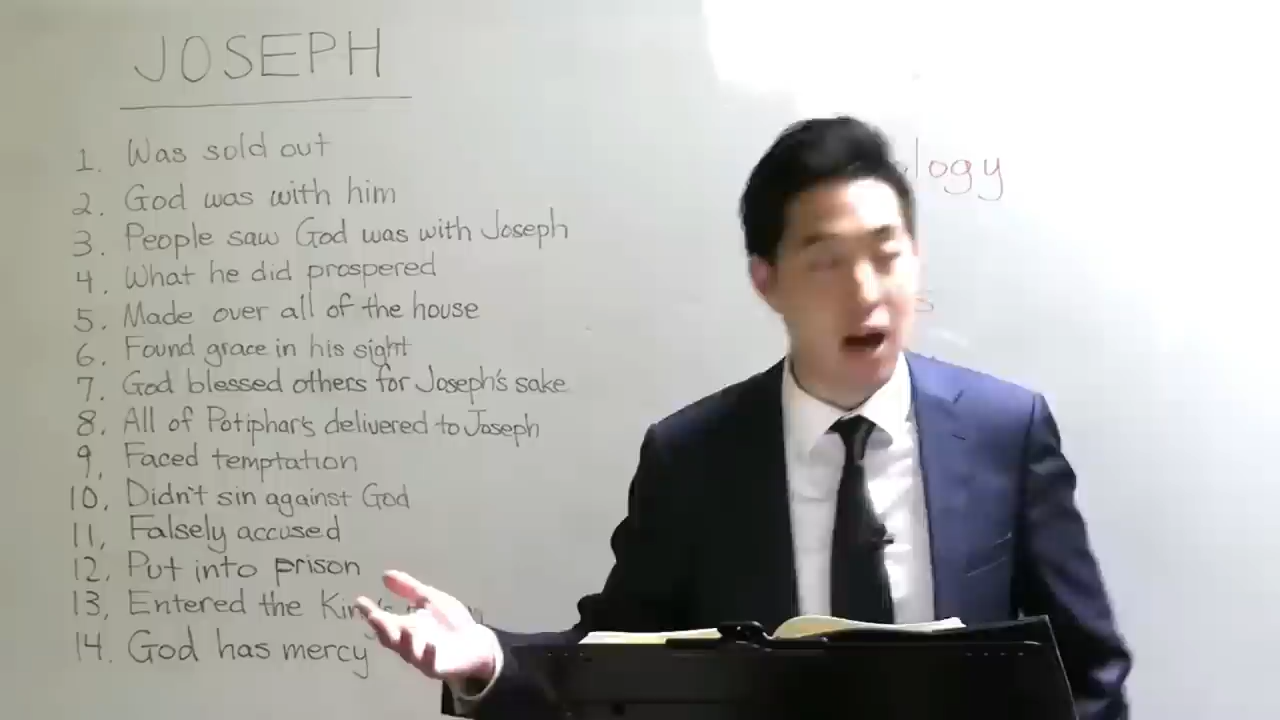 JOSEPH
1. Was sold out
2. God was with him
3. People saw God was with Joseph
4. What he did prospered
5. Made over all of the house
6. Found grace in his sight
7. God blessed others for Joseph's sake
8. All of Potiphar's delivered to Joseph
9. Faced temptation
10. Didn't sin against God
11. Falsely accused
12. Put into prison
13. Entered the
14. God has mercy